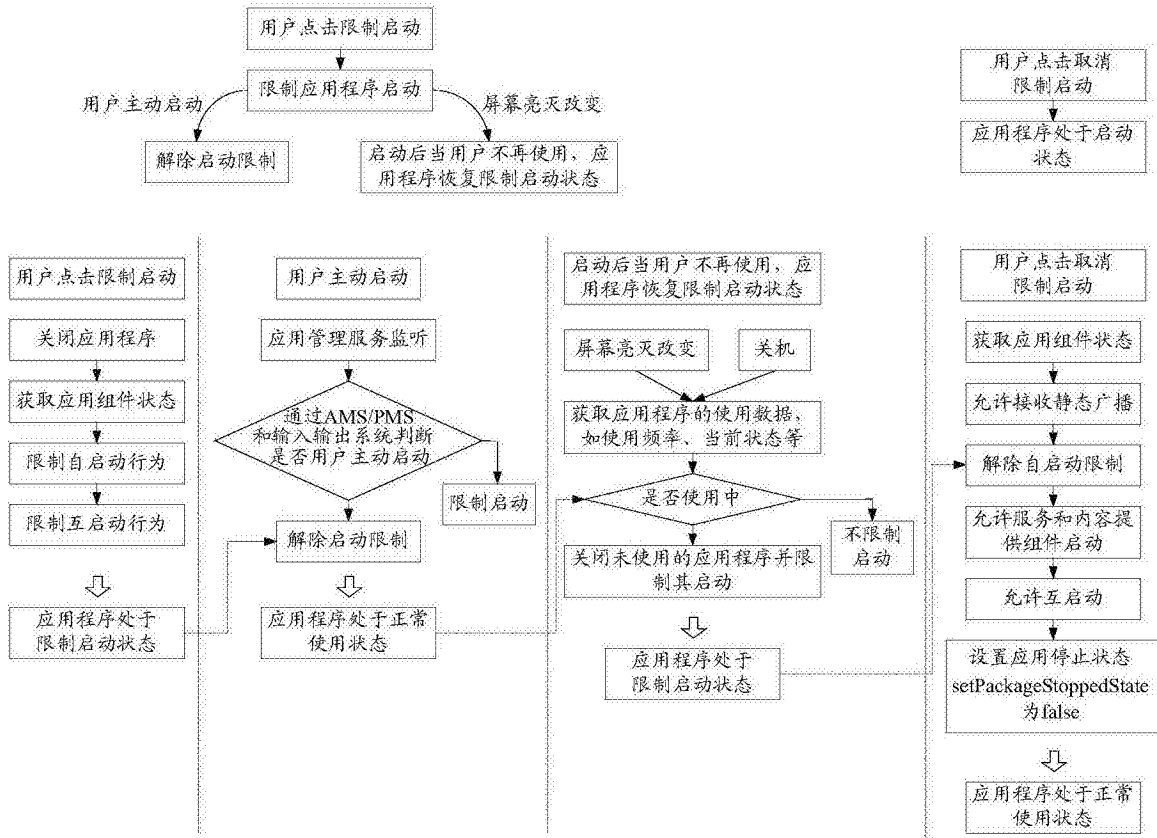 用户点击限制启动
限制应用程序启动
用户主动启动
屏幕亮灭改变
解除启动限制
启动后当用户不再使用，应
用程序恢复限制启动状态
用户点击取消
限制启动
应用程序处于启动
状态
用户点击限制启动
关闭应用程序
获取应用组件状态
限制自启动行为
限制互启动行为
应用程序处于
限制启动状态
用户主动启动
应用管理服务监听
通过AMS/PMS
和输入输出系统判断
是否用户主动启动
限制启动
解除启动限制
应用程序处于正常
使用状态
启动后当用户不再使用，应
用程序恢复限制启动状态
屏幕亮灭改变
关机
获取应用程序的使用数据，
如使用频率、当前状态等
是否使用中
不限制
启动
关闭未使用的应用程序并限
制其启动
应用程序处于
限制启动状态
用户点击取消
限制启动
获取应用组件状态
允许接收静态广播
解除自启动限制
允许服务和内容提
供组件启动
允许互启动
设置应用停止状态
setPackageStoppedState
为false
应用程序处于正常
使用状态